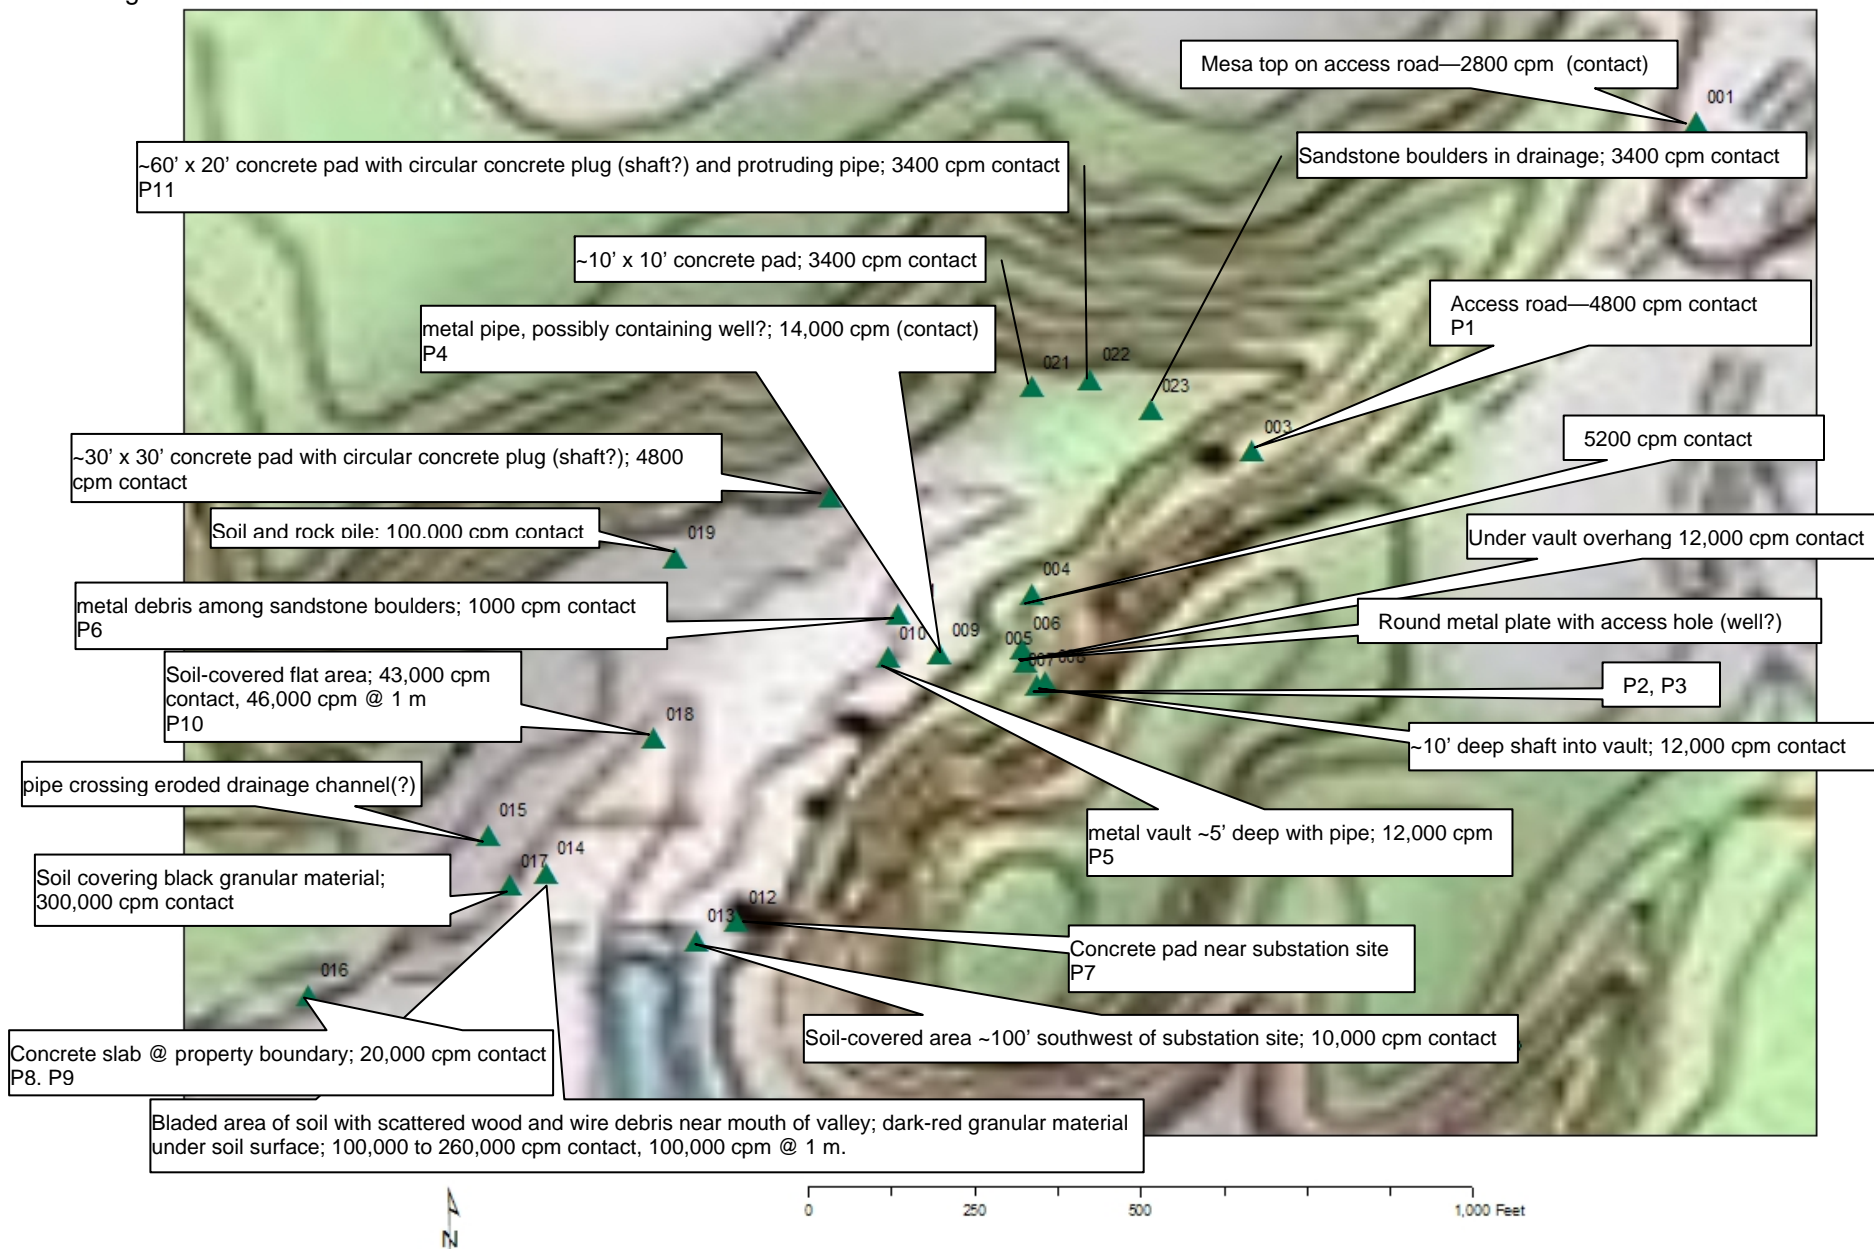 Mesa top on access road—2800 cpm (contact)
001
~60' x 20' concrete pad with circular concrete plug (shaft?) and protruding pipe; 3400 cpm contact
P11
Sandstone boulders in drainage; 3400 cpm contact
~10' x 10' concrete pad; 3400 cpm contact
metal pipe, possibly containing well?; 14,000 cpm (contact)
P4
Access road—4800 cpm contact
P1
021
022
023
003
~30' x 30' concrete pad with circular concrete plug (shaft?); 4800
cpm contact
5200 cpm contact
Soil and rock pile; 100,000 cpm contact
019
Under vault overhang 12,000 cpm contact
004
metal debris among sandstone boulders; 1000 cpm contact
P6
010
009
005
006
007
008
Round metal plate with access hole (well?)
Soil-covered flat area; 43,000 cpm
contact, 46,000 cpm @ 1 m
P10
018
P2, P3
~10' deep shaft into vault; 12,000 cpm contact
pipe crossing eroded drainage channel(?)
015
metal vault ~5' deep with pipe; 12,000 cpm
P5
014
017
Soil covering black granular material;
300,000 cpm contact
012
013
Concrete pad near substation site
P7
016
Soil-covered area ~100' southwest of substation site; 10,000 cpm contact
Concrete slab @ property boundary; 20,000 cpm contact
P8. P9
Bladed area of soil with scattered wood and wire debris near mouth of valley; dark-red granular material
under soil surface; 100,000 to 260,000 cpm contact, 100,000 cpm @ 1 m.
N
0 250 500 1,000 Feet